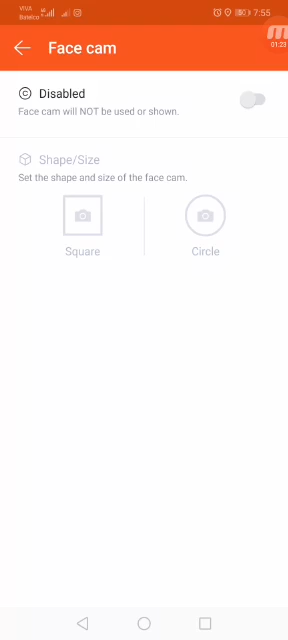 VIVA
Batelco
7:55
Face cam
01:23
Disabled
Face cam will NOT be used or shown.
Shape/Size
Set the shape and size of the face cam.
Square
Circle